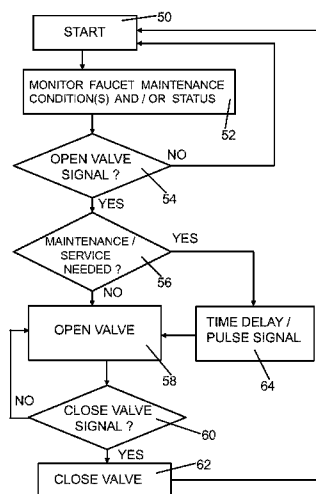 50
START
MONITOR FAUCET MAINTENANCE
CONDITION(S) AND / OR STATUS
52
OPEN VALVE
SIGNAL ?
NO
54
YES
MAINTENANCE /
SERVICE
NEEDED ?
YES
56
NO
OPEN VALVE
58
TIME DELAY /
PULSE SIGNAL
64
NO
CLOSE VALVE
SIGNAL ?
60
YES
62
CLOSE VALVE